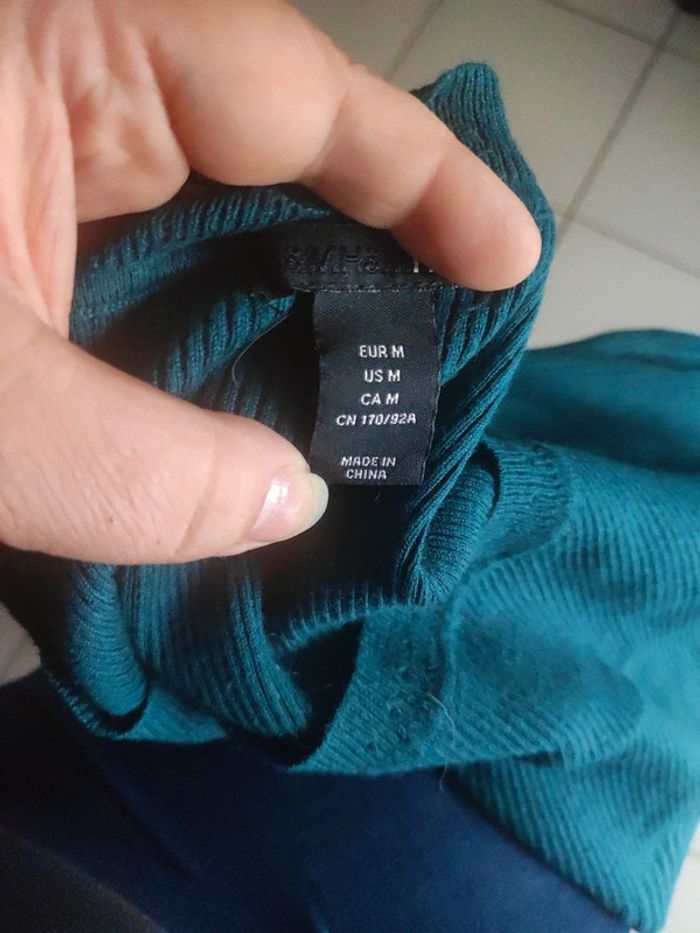 EUR M
US M
CA M
CN 170/92A
MADE IN
CHINA